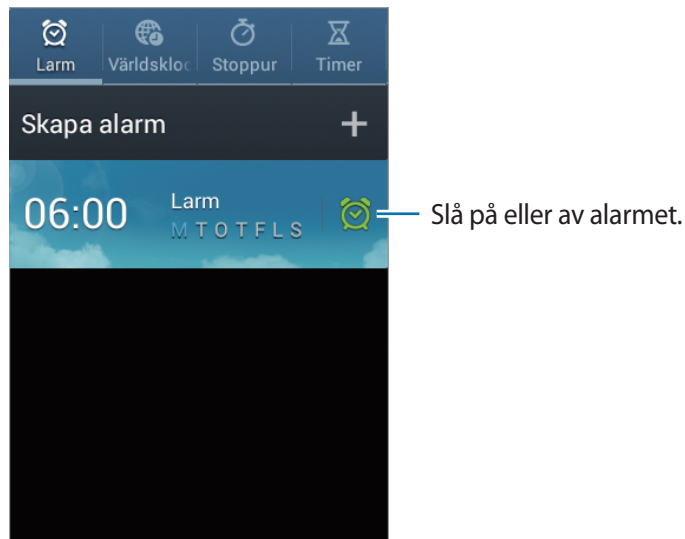 Larm Världskloc Stoppur Timer
Skapa alarm
06:00 Larm
M T O T F L S
Slå på eller av alarmet.